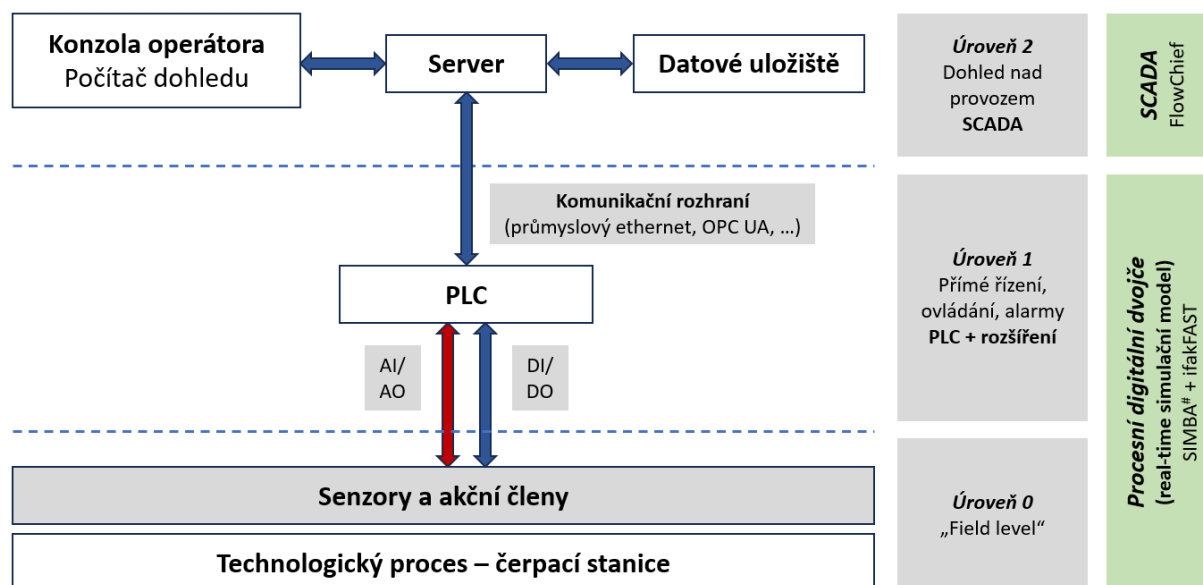 Konzola operátora
Počítač dohledu
Server
Datové uložiště
Komunikační rozhraní
(průmyslový ethernet, OPC UA, ...)
PLC
AI/
AO
DI/
DO
Senzory a akční členy
Technologický proces – čerpací stanice
Úroveň 2
Dohled nad
provozem
SCADA
Úroveň 1
Přímé řízení,
ovládání, alarmy
PLC + rozšíření
Úroveň 0
„Field level“
SCADA
FlowChief
Procesní digitální dvojče
(real-time simulační model)
SIMBA# + ifakFAST